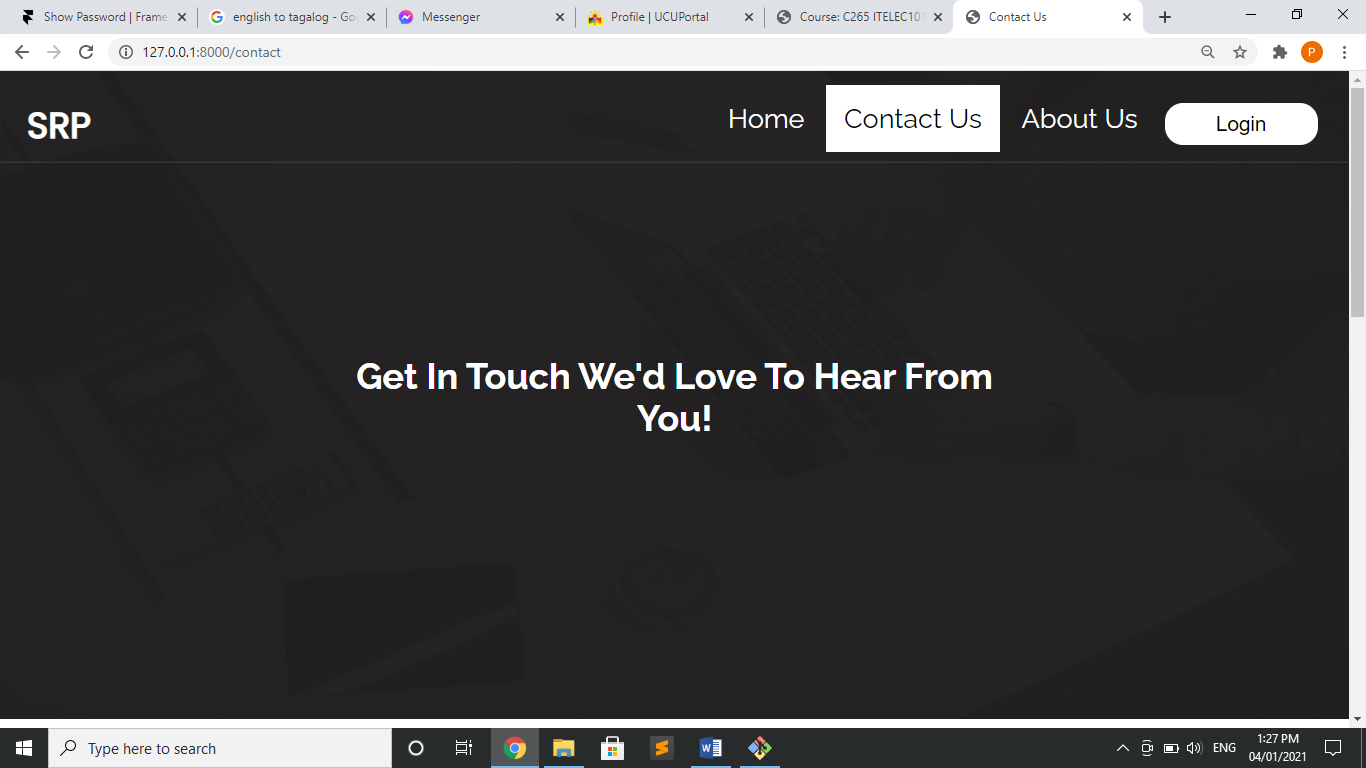 Show Password | Frame
english to tagalog - Go
Messenger
Profile | UCUPortal
Course: C265 ITELEC101
Contact Us
127.0.0.1:8000/contact
P
SRP
Home
Contact Us
About Us
Login
Get In Touch We'd Love To Hear From
You!
Type here to search
ENG
1:27 PM
04/01/2021